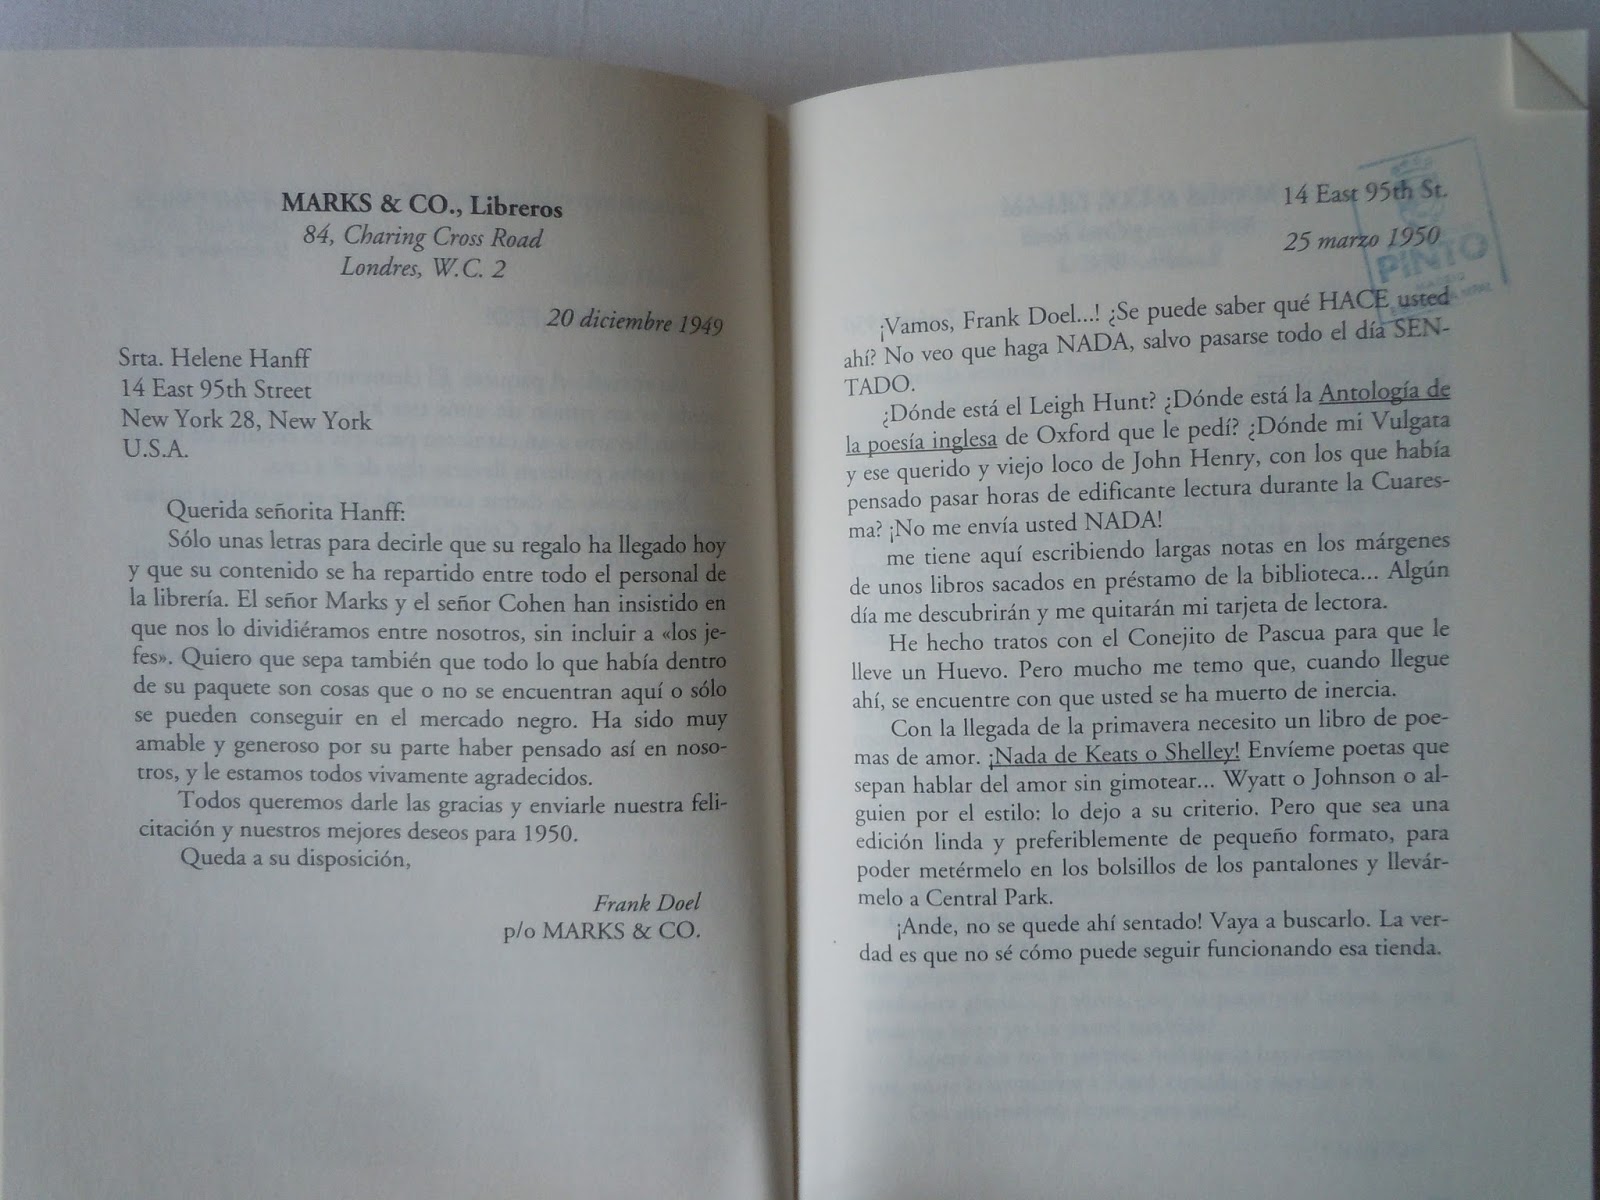 MARKS & CO., Libreros
84, Charing Cross Road
Londres, W.C. 2
20 diciembre 1949
Srta. Helene Hanff
14 East 95th Street
New York 28, New York
U.S.A.
Querida señorita Hanff:
Sólo unas letras para decirle que su regalo ha llegado hoy
y que su contenido se ha repartido entre todo el personal de
la librería. El señor Marks y el señor Cohen han insistido en
que nos lo dividiéramos entre nosotros, sin incluir a «los je-
fes». Quiero que sepa también que todo lo que había dentro
de su paquete son cosas que o no se encuentran aquí o sólo
se pueden conseguir en el mercado negro. Ha sido muy
amable y generoso por su parte haber pensado así en noso-
tros, y le estamos todos vivamente agradecidos.
Todos queremos darle las gracias y enviarle nuestra feli-
citación y nuestros mejores deseos para 1950.
Queda a su disposición,
Frank Doel
p/o MARKS & CO.
14 East 95th St.
25 marzo 1950
PINTO
¡Vamos, Frank Doel...! ¿Se puede saber qué HACE usted
ahí? No veo que haga NADA, salvo pasarse todo el día SEN-
TADO.
¿Dónde está el Leigh Hunt? ¿Dónde está la Antología de
la poesía inglesa de Oxford que le pedí? ¿Dónde mi Vulgata
y ese querido y viejo loco de John Henry, con los que había
pensado pasar horas de edificante lectura durante la Cuares-
ma? ¡No me envía usted NADA!
me tiene aquí escribiendo largas notas en los márgenes
de unos libros sacados en préstamo de la biblioteca... Algún
día me descubrirán y me quitarán mi tarjeta de lectora.
He hecho tratos con el Conejito de Pascua para que le
lleve un Huevo. Pero mucho me temo que, cuando llegue
ahí, se encuentre con que usted se ha muerto de inercia.
Con la llegada de la primavera necesito un libro de poe-
mas de amor. ¡Nada de Keats o Shelley! Envíeme poetas que
sepan hablar del amor sin gimotear... Wyatt o Johnson o al-
guien por el estilo: lo dejo a su criterio. Pero que sea una
edición linda y preferiblemente de pequeño formato, para
poder metérmelo en los bolsillos de los pantalones y llevár-
melo a Central Park.
¡Ande, no se quede ahí sentado! Vaya a buscarlo. La ver-
dad es que no sé cómo puede seguir funcionando esa tienda.